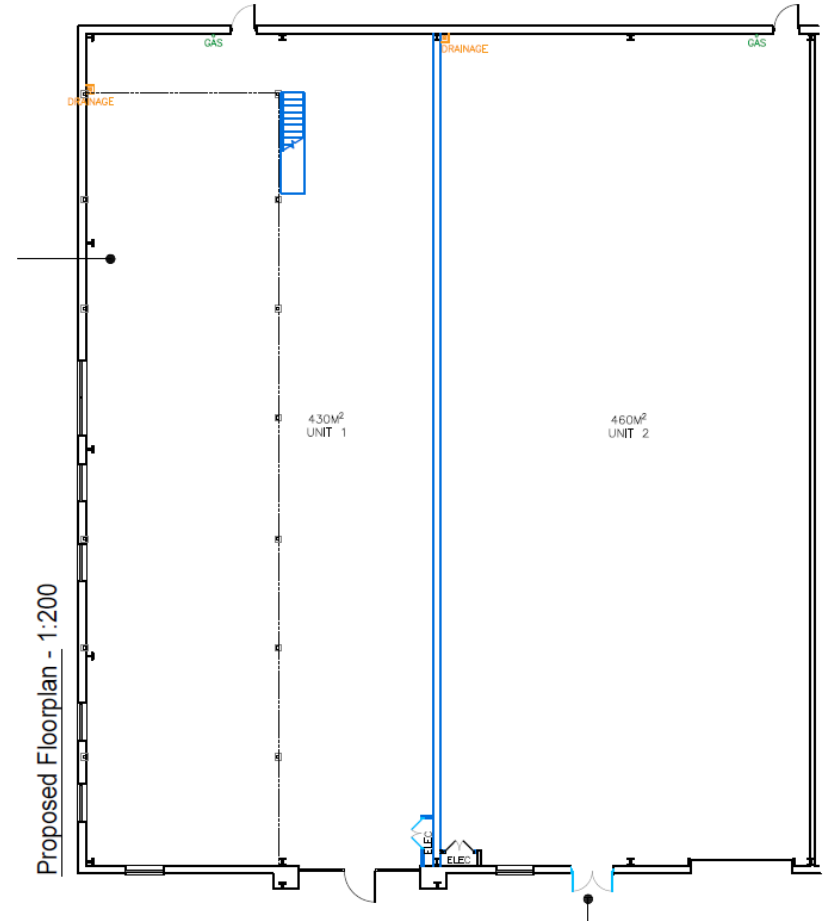 GAS
GAS
DRAINAGE
DRAINAGE
430M²
UNIT 1
460M²
UNIT 2
Proposed Floorplan - 1:200
ELEC
ELEC